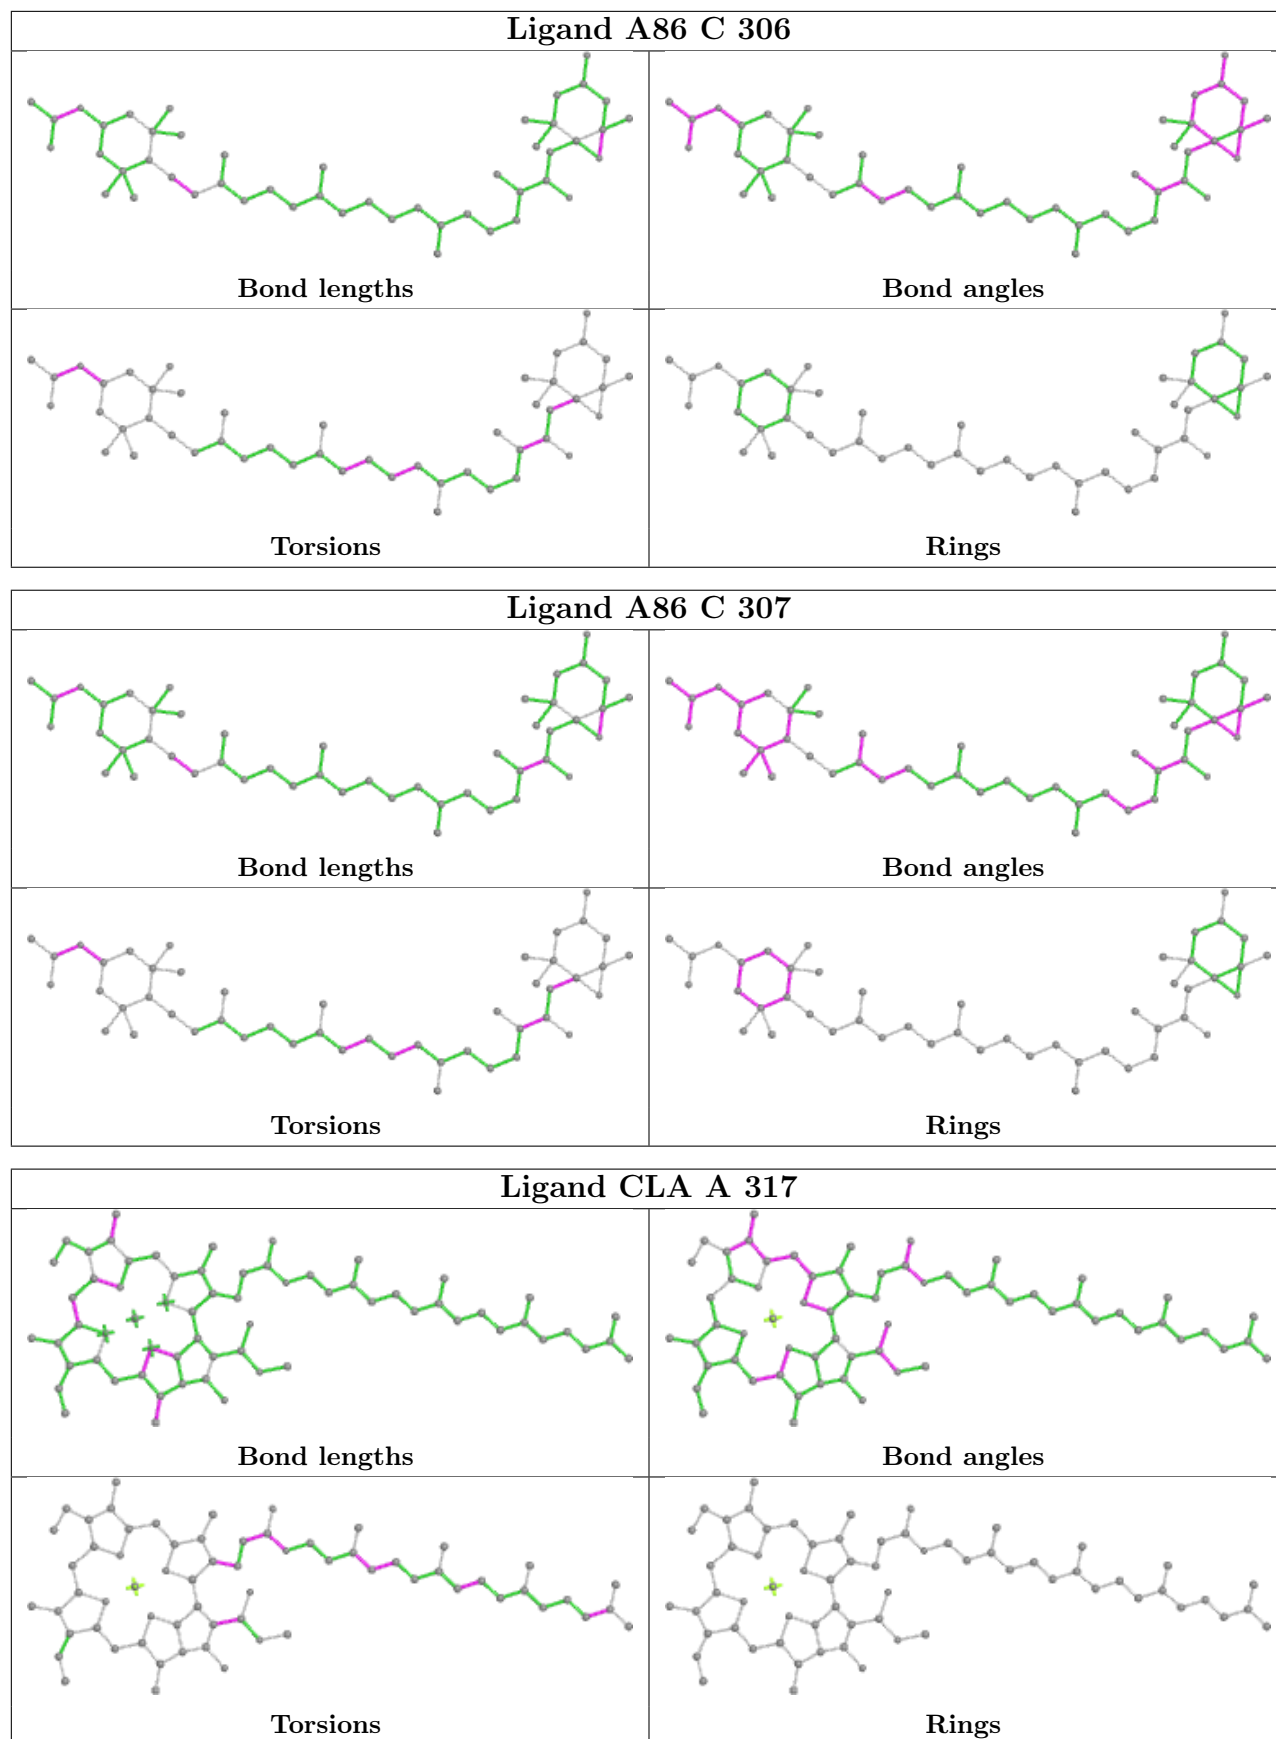 Ligand A86 C 306
Bond lengths
Bond angles
Torsions
Rings
Ligand A86 C 307
Bond lengths
Bond angles
Torsions
Rings
Ligand CLA A 317
Bond lengths
Bond angles
Torsions
Rings